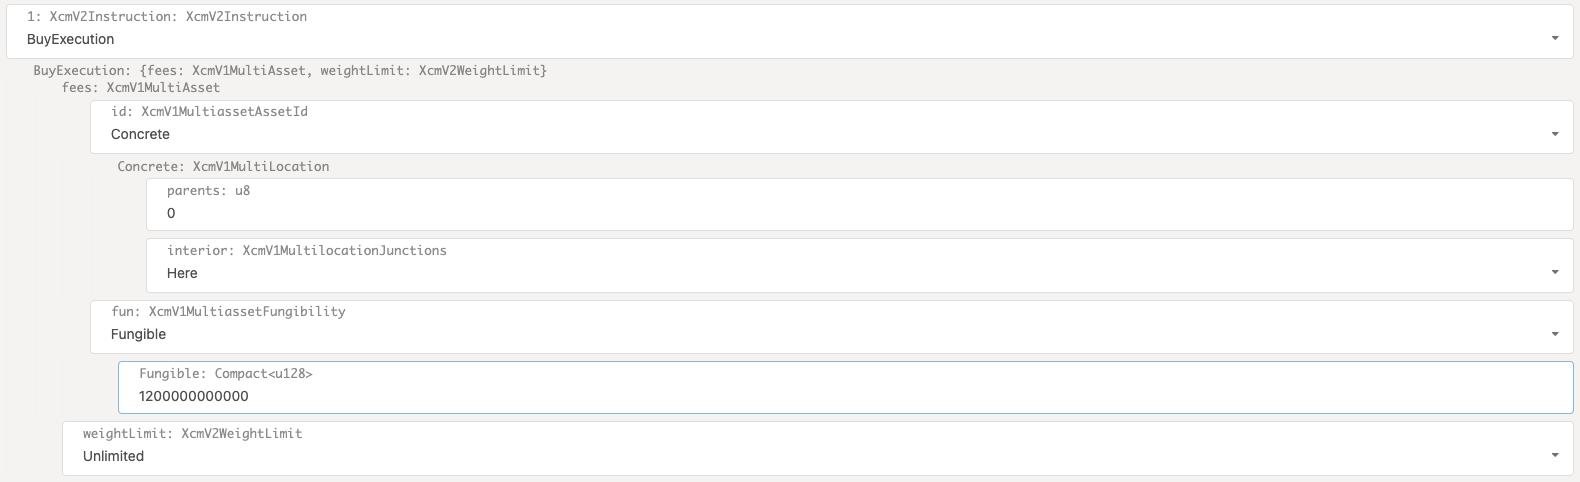 1: XcmV2Instruction: XcmV2Instruction
BuyExecution
BuyExecution: {fees: XcmV1MultiAsset, weightLimit: XcmV2WeightLimit}
fees: XcmV1MultiAsset
id: XcmV1MultiassetAssetId
Concrete
Concrete: XcmV1MultiLocation
parents: u8
0
interior: XcmV1MultilocationJunctions
Here
fun: XcmV1MultiassetFungibility
Fungible
Fungible: Compact<u128>
1200000000000
weightLimit: XcmV2WeightLimit
Unlimited